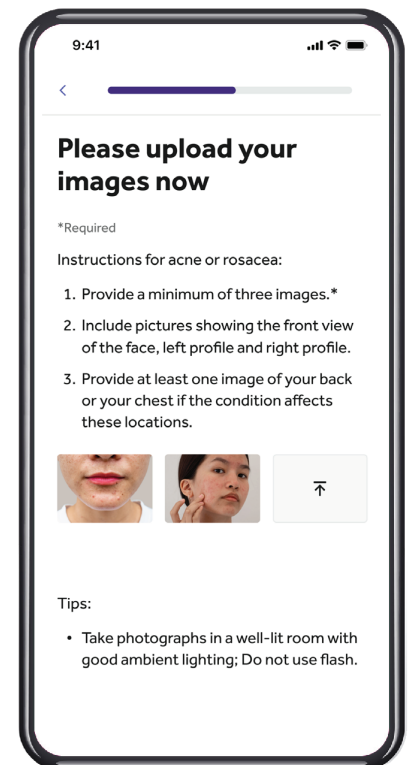 9:41
Please upload your
images now
*Required
Instructions for acne or rosacea:
1. Provide a minimum of three images.*
2. Include pictures showing the front view
of the face, left profile and right profile.
3. Provide at least one image of your back
or your chest if the condition affects
these locations.
Tips:
• Take photographs in a well-lit room with
good ambient lighting; Do not use flash.